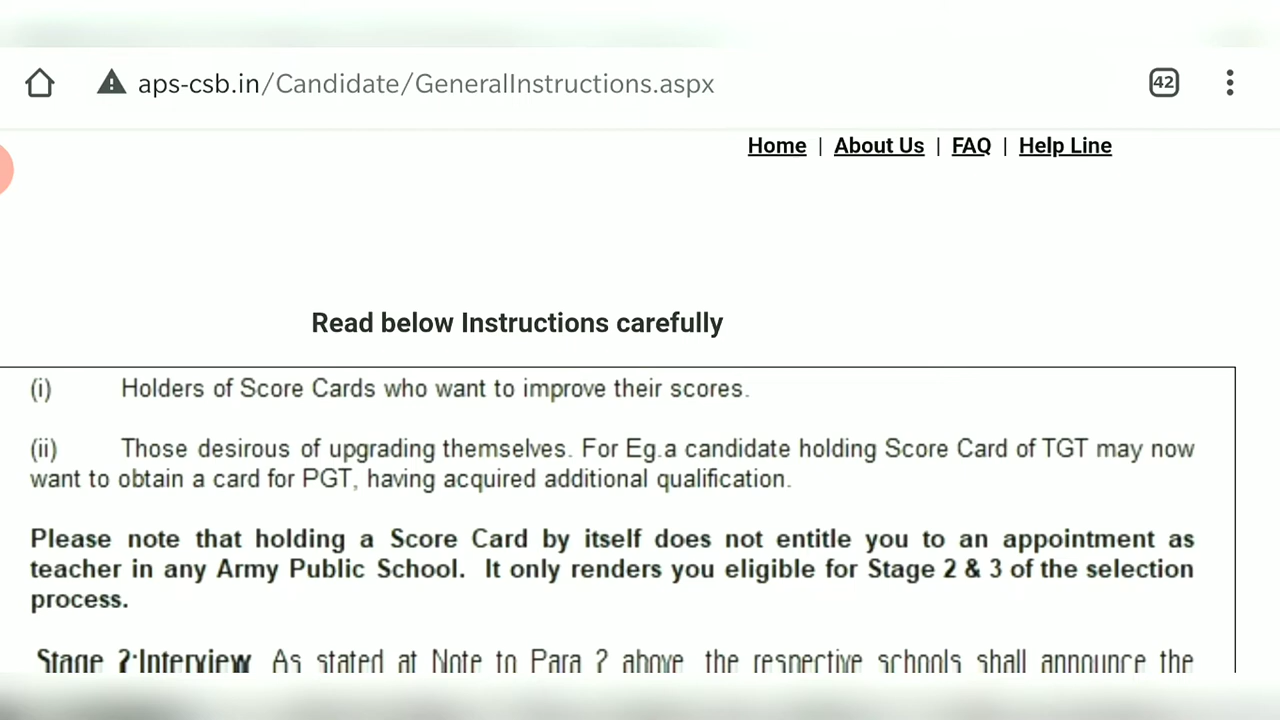 aps-csb.in/Candidate/GeneralInstructions.aspx
42
Home | About Us | FAQ | Help Line
Read below Instructions carefully
(i) Holders of Score Cards who want to improve their scores.
(ii) Those desirous of upgrading themselves. For Eg.a candidate holding Score Card of TGT may now
want to obtain a card for PGT, having acquired additional qualification.
Please note that holding a Score Card by itself does not entitle you to an appointment as
teacher in any Army Public School. It only renders you eligible for Stage 2 & 3 of the selection
process.
Stage 2:Interview As stated at Note to Para 2 above, the respective schools shall announce the